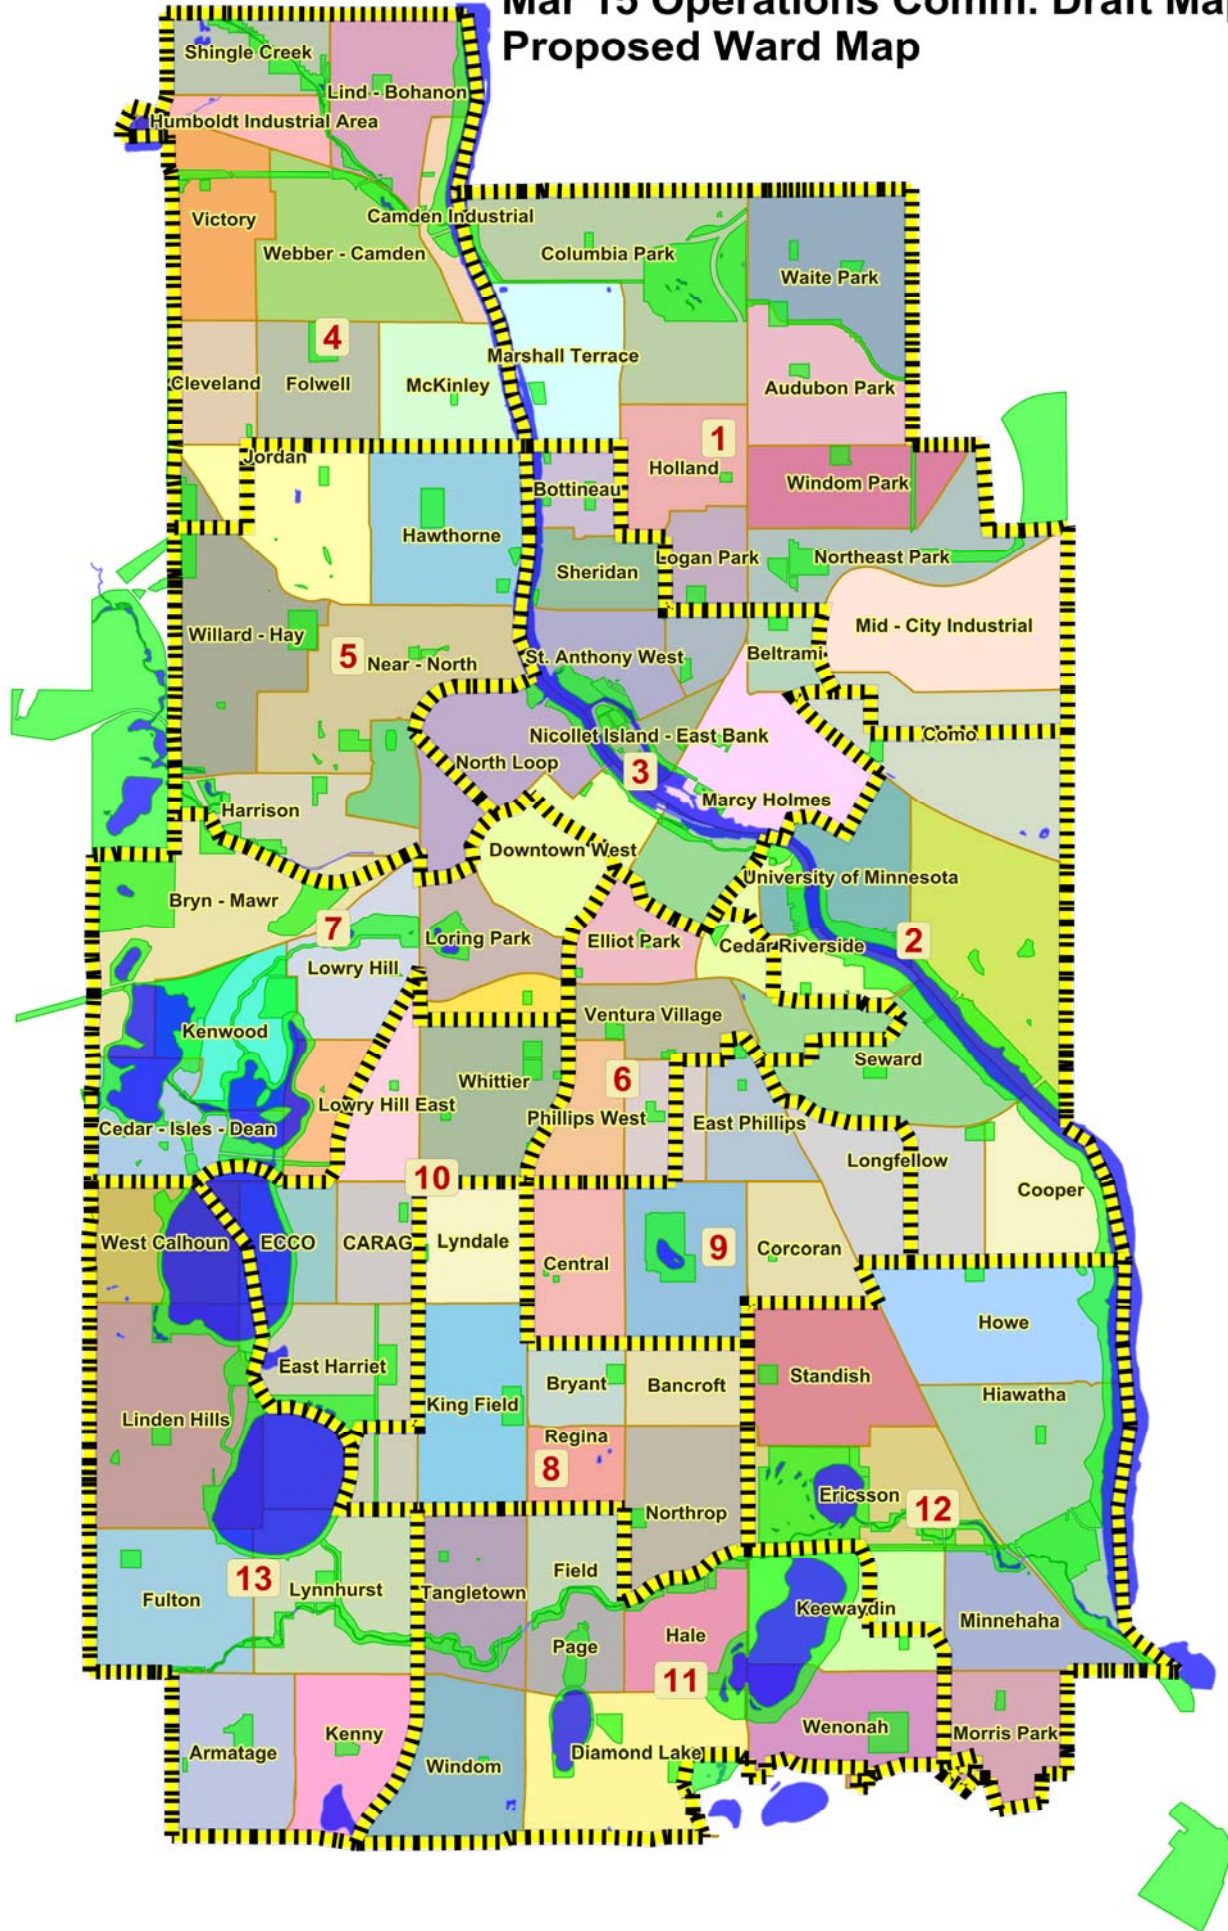 Mar 15 Operations Comm. Draft Map
Proposed Ward Map
Shingle Creek
Lind - Bohanon
Humboldt Industrial Area
Victory
Camden Industrial
Webber - Camden
Columbia Park
Waite Park
4
Cleveland
Folwell
McKinley
Marshall Terrace
Audubon Park
1
Jordan
Holland
Windom Park
Bottineau
Hawthorne
Sheridan
Logan Park
Northeast Park
Willard - Hay
5
Near - North
St. Anthony West
Beltrami
Mid - City Industrial
Nicollet Island - East Bank
Como
North Loop
3
Marcy Holmes
Harrison
Downtown West
University of Minnesota
Bryn - Mawr
7
Loring Park
Elliot Park
Cedar Riverside
2
Lowry Hill
Kenwood
Ventura Village
Seward
Whittier
6
Lowry Hill East
Phillips West
East Phillips
Cedar - Isles - Dean
Longfellow
10
Cooper
West Calhoun
ECCO
CARAG
Lyndale
Central
9
Corcoran
Howe
East Harriet
Bryant
Bancroft
Standish
Hiawatha
Linden Hills
King Field
Regina
8
Northrop
Ericsson
12
13
Fulton
Lynnhurst
Tangletown
Field
Keewaydin
Minnehaha
Page
Hale
11
Armatage
Kenny
Windom
Diamond Lake
Wenonah
Morris Park